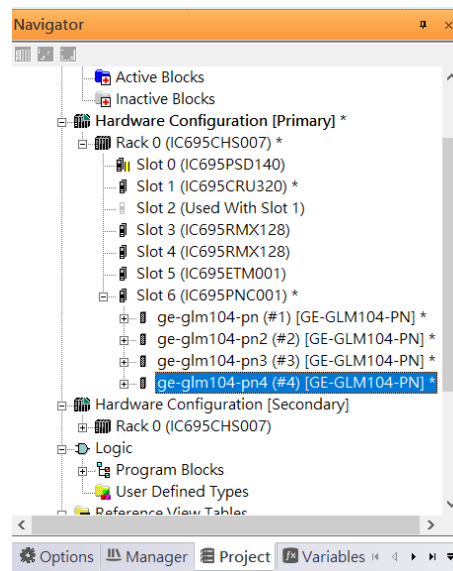 Navigator
Active Blocks
Inactive Blocks
Hardware Configuration [Primary] *
Rack 0 (IC695CHS007) *
Slot 0 (IC695PSD140)
Slot 1 (IC695CRU320) *
Slot 2 (Used With Slot 1)
Slot 3 (IC695RMX128)
Slot 4 (IC695RMX128)
Slot 5 (IC695ETM001)
Slot 6 (IC695PNC001) *
ge-glm104-pn (#1) [GE-GLM104-PN] *
ge-glm104-pn2 (#2) [GE-GLM104-PN] *
ge-glm104-pn3 (#3) [GE-GLM104-PN] *
ge-glm104-pn4 (#4) [GE-GLM104-PN] *
Hardware Configuration [Secondary]
Rack 0 (IC695CHS007)
Logic
Program Blocks
User Defined Types
Reference View Tables
Options Manager Project Variables